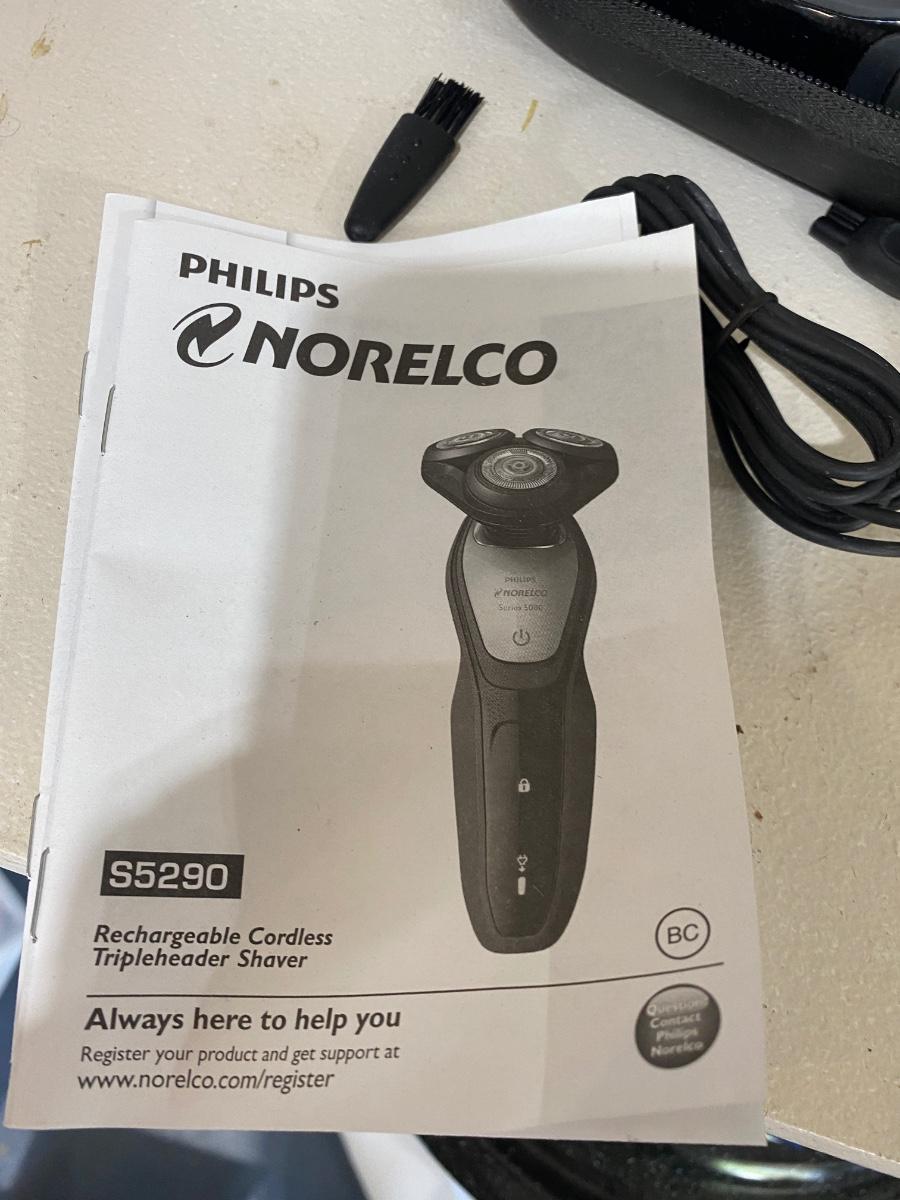 PHILIPS
NORELCO
PHILIPS
NORELCO
Series 5000
S5290
Rechargeable Cordless
Tripleheader Shaver
BC
Always here to help you
Register your product and get support at
www.norelco.com/register
Questions
Contact
Philips
Norelco